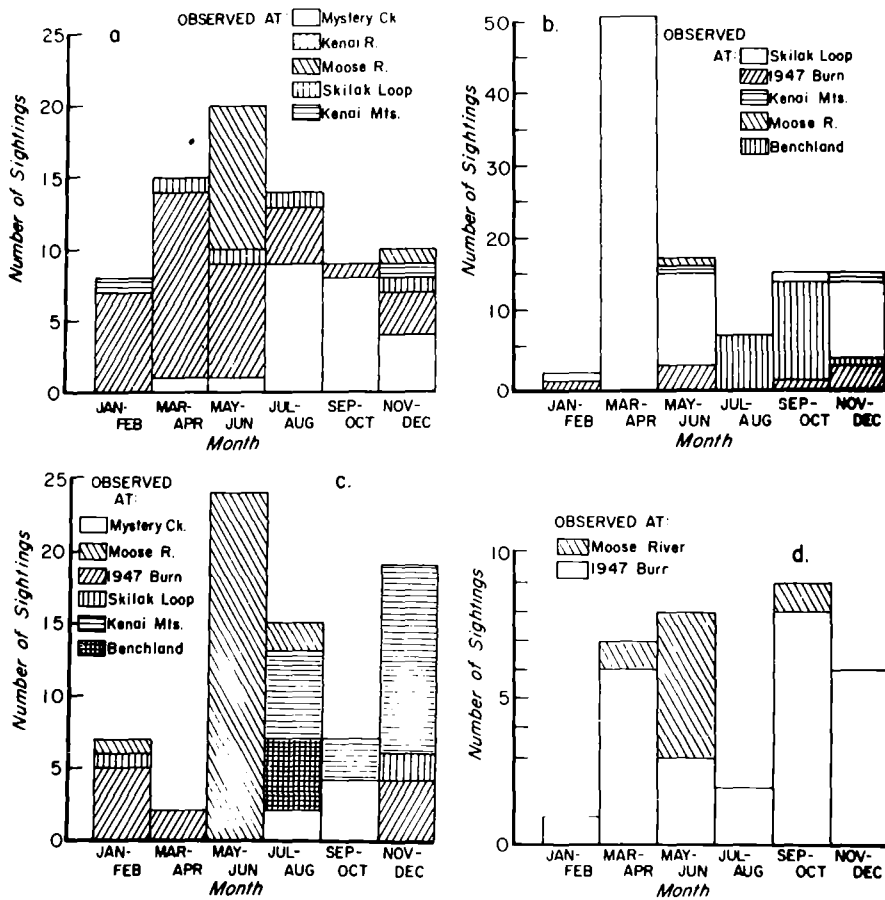 a
OBSERVED AT:
Mystery Ck
Kenai R.
Moose R.
Skilak Loop
Kenai Mts.
Number of Sightings
25
20
15
10
5
0
JAN-FEB
MAR-APR
MAY-JUN
JUL-AUG
SEP-OCT
NOV-DEC
Month
b.
OBSERVED
AT:
Skilak Loop
1947 Burn
Kenai Mts.
Moose R.
Benchland
Number of Sightings
50
40
30
20
15
10
5
0
JAN-FEB
MAR-APR
MAY-JUN
JUL-AUG
SEP-OCT
NOV-DEC
Month
c.
OBSERVED
AT:
Mystery Ck.
Moose R.
1947 Burn
Skilak Loop
Kenai Mts.
Benchland
Number of Sightings
25
20
15
10
5
0
JAN-FEB
MAR-APR
MAY-JUN
JUL-AUG
SEP-OCT
NOV-DEC
Month
d.
OBSERVED AT:
Moose River
1947 Burr
Number of Sightings
10
5
0
JAN-FEB
MAR-APR
MAY-JUN
JUL-AUG
SEP-OCT
NOV-DEC
Month